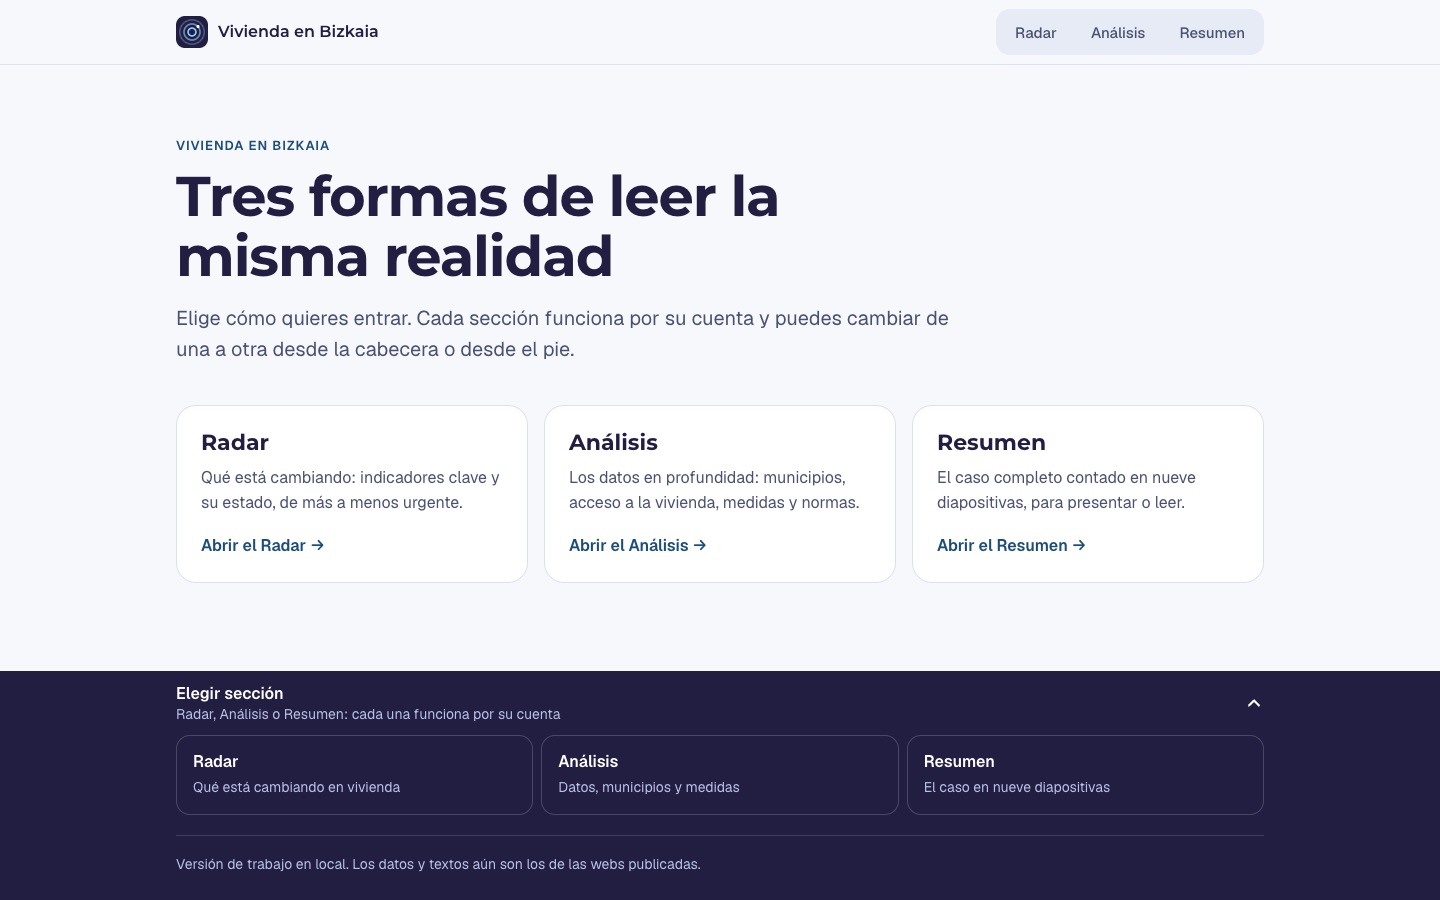 Vivienda en Bizkaia
Radar
Análisis
Resumen
VIVIENDA EN BIZKAIA
Tres formas de leer la
misma realidad
Elige cómo quieres entrar. Cada sección funciona por su cuenta y puedes cambiar de
una a otra desde la cabecera o desde el pie.
Radar
Qué está cambiando: indicadores clave y
su estado, de más a menos urgente.
Abrir el Radar →
Análisis
Los datos en profundidad: municipios,
acceso a la vivienda, medidas y normas.
Abrir el Análisis →
Resumen
El caso completo contado en nueve
diapositivas, para presentar o leer.
Abrir el Resumen →
Elegir sección
Radar, Análisis o Resumen: cada una funciona por su cuenta
Radar
Qué está cambiando en vivienda
Análisis
Datos, municipios y medidas
Resumen
El caso en nueve diapositivas
Versión de trabajo en local. Los datos y textos aún son los de las webs publicadas.